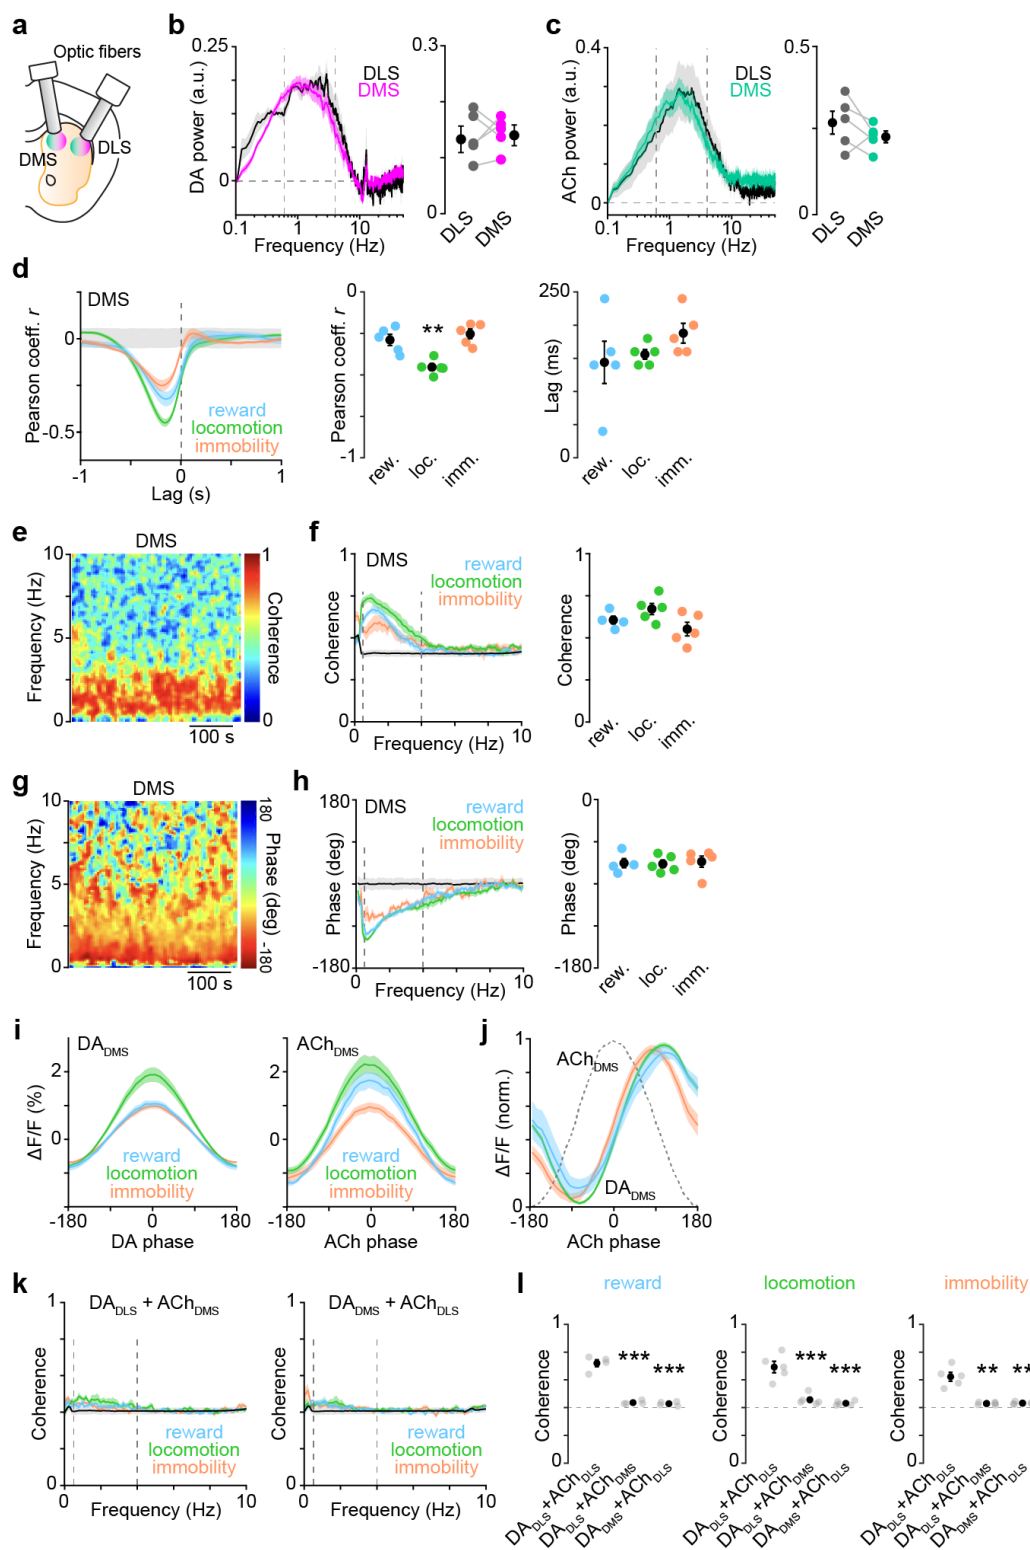 a
Optic fibers
DMS
DLS
b
DA power (a.u.)
0.25
0
DLS
DMS
0.1
1
10
Frequency (Hz)
0.3
0
DLS
DMS
c
ACh power (a.u.)
0.4
0
DLS
DMS
0.1
1
10
Frequency (Hz)
0.5
0
DLS
DMS
d
DMS
Pearson coeff. r
0
-0.5
reward
locomotion
immobility
-1
0
1
Lag (s)
Pearson coeff. r
0
-1
**
rew.
loc.
imm.
Lag (ms)
250
0
rew.
loc.
imm.
e
DMS
Frequency (Hz)
10
5
0
100 s
1
0
Coherence
f
DMS
reward
locomotion
immobility
Coherence
1
0
0
10
Frequency (Hz)
Coherence
1
0
rew.
loc.
imm.
g
DMS
Frequency (Hz)
10
5
0
100 s
180
-180
Phase (deg)
h
DMS
reward
locomotion
immobility
Phase (deg)
180
-180
0
10
Frequency (Hz)
Phase (deg)
0
-180
rew.
loc.
imm.
i
DADMS
ΔF/F (%)
2
0
reward
locomotion
immobility
-180
0
180
DA phase
AChDMS
2
0
reward
locomotion
immobility
-180
0
180
ACh phase
j
ΔF/F (norm.)
1
0
AChDMS
DADMS
-180
0
180
ACh phase
k
DADLS + AChDMS
Coherence
1
0
reward
locomotion
immobility
0
10
Frequency (Hz)
DADMS + AChDLS
Coherence
1
0
reward
locomotion
immobility
0
10
Frequency (Hz)
l
reward
Coherence
1
0
***
***
DADLS+AChDLS
DADLS+AChDMS
DADMS+AChDLS
locomotion
Coherence
1
0
***
***
DADLS+AChDLS
DADLS+AChDMS
DADMS+AChDLS
immobility
Coherence
1
0
**
**
DADLS+AChDLS
DADLS+AChDMS
DADMS+AChDLS